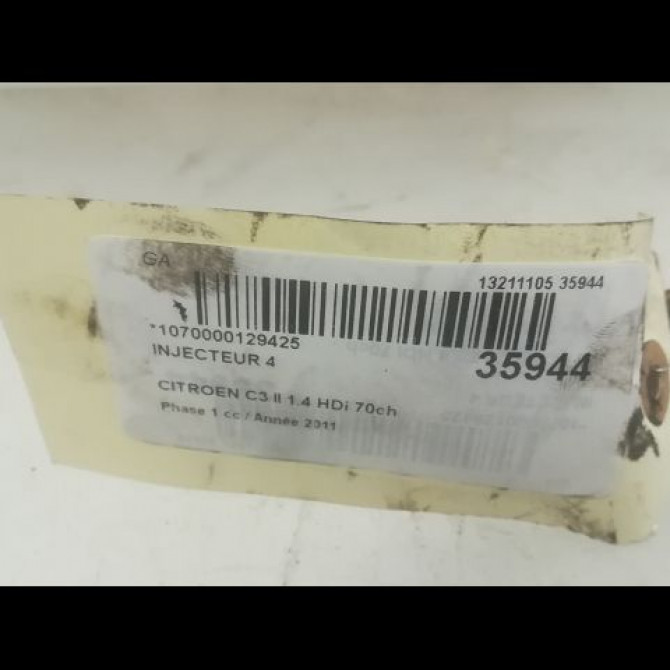 GA
13211105 35944
*1070000129425
35944
INJECTEUR 4
CITROEN C3 II 1.4 HDi 70ch
Phase 1 cc / Année 2011